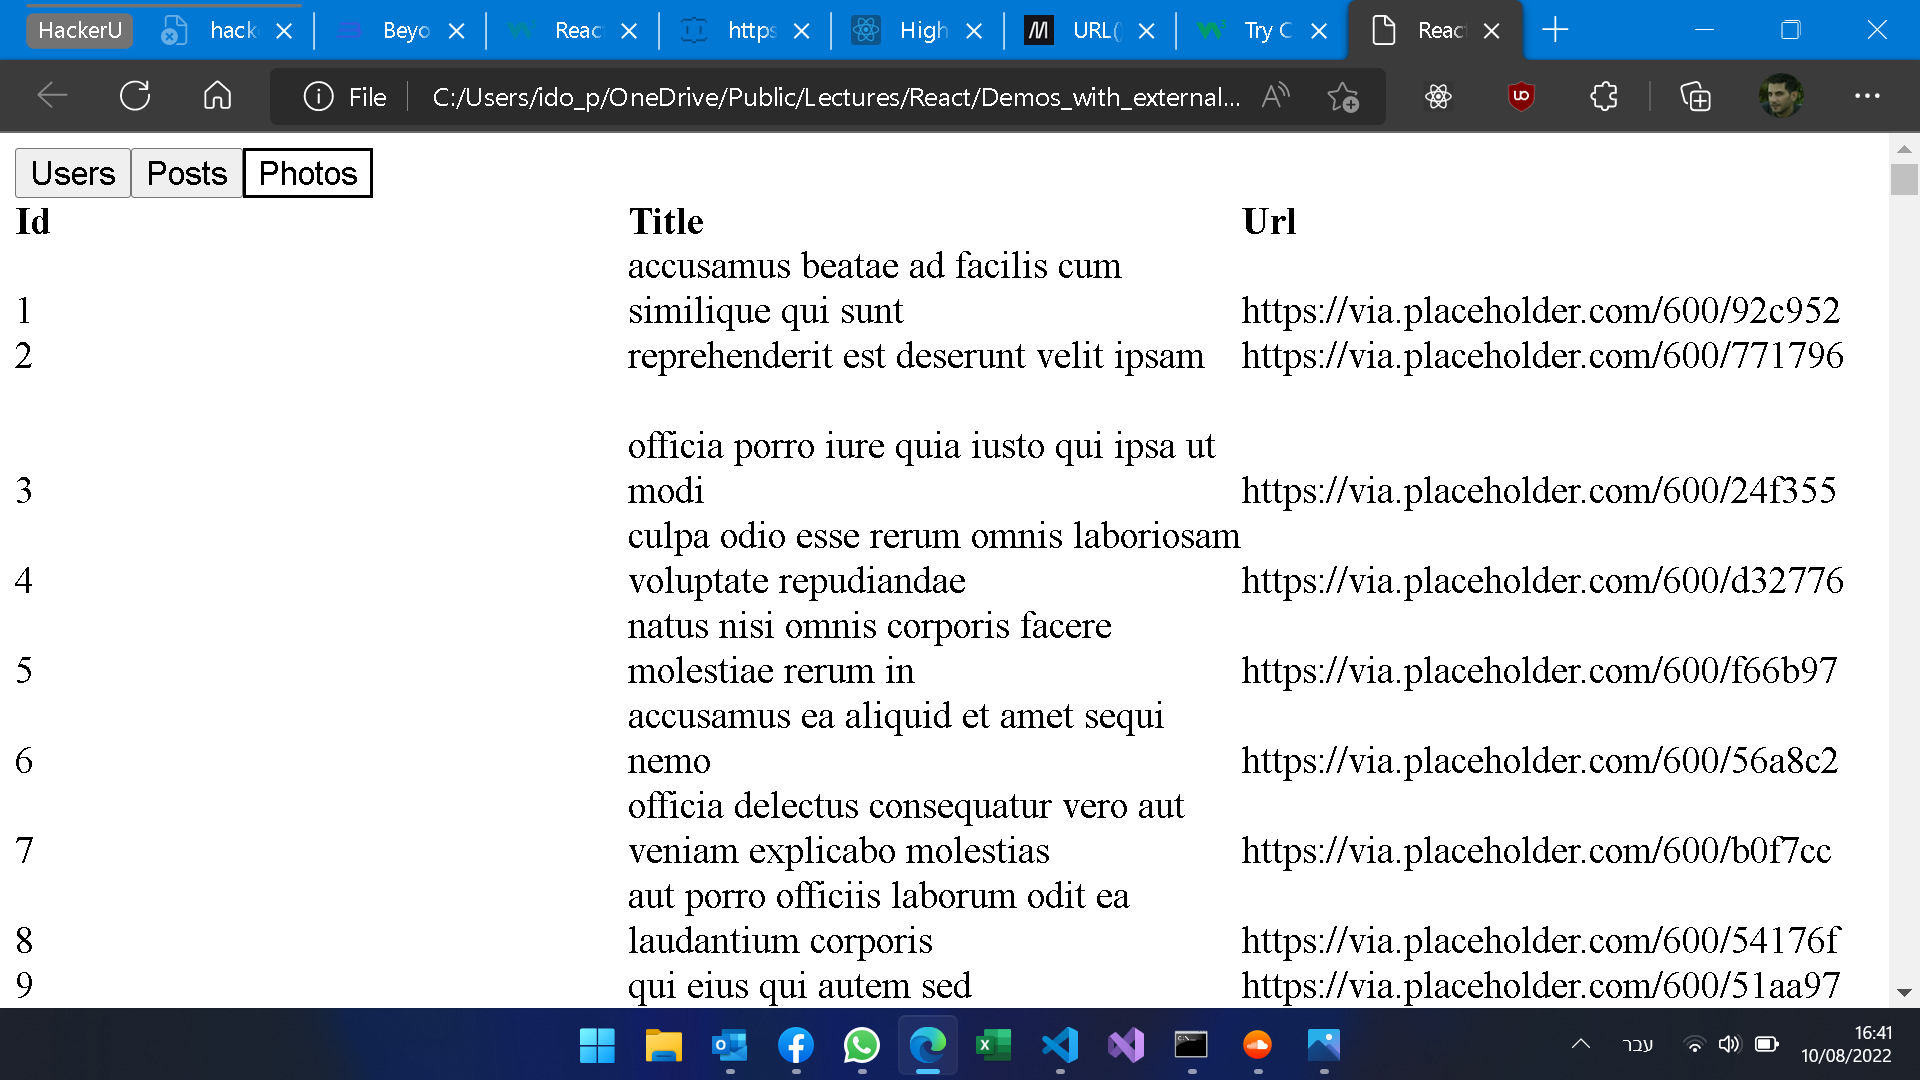 HackerU hack Beyo Reac https High URL( Try C Reac
File C:/Users/ido_p/OneDrive/Public/Lectures/React/Demos_with_external...
Users Posts Photos
Id Title Url
accusamus beatae ad facilis cum
1 similique qui sunt https://via.placeholder.com/600/92c952
2 reprehenderit est deserunt velit ipsam https://via.placeholder.com/600/771796
officia porro iure quia iusto qui ipsa ut
3 modi https://via.placeholder.com/600/24f355
culpa odio esse rerum omnis laboriosam
4 voluptate repudiandae https://via.placeholder.com/600/d32776
natus nisi omnis corporis facere
5 molestiae rerum in https://via.placeholder.com/600/f66b97
accusamus ea aliquid et amet sequi
6 nemo https://via.placeholder.com/600/56a8c2
officia delectus consequatur vero aut
7 veniam explicabo molestias https://via.placeholder.com/600/b0f7cc
aut porro officiis laborum odit ea
8 laudantium corporis https://via.placeholder.com/600/54176f
9 qui eius qui autem sed https://via.placeholder.com/600/51aa97
עבר 16:41
10/08/2022